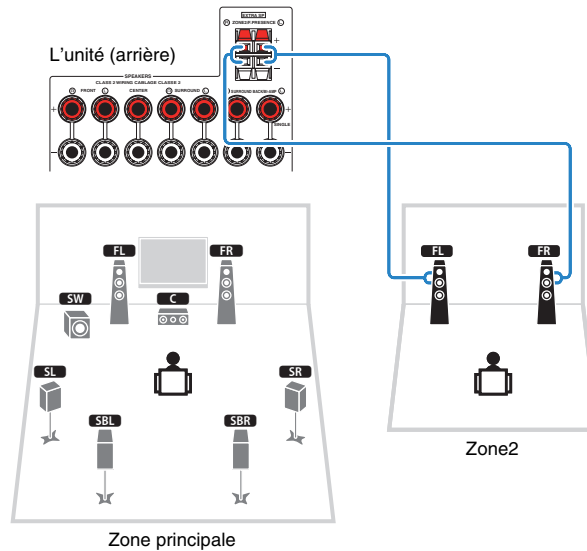 EXTRA SP
R ZONE2/F.PRESENCE L
+
−
L'unité (arrière)
SPEAKERS
CLASS 2 WIRING CABLAGE CLASSE 2
R FRONT L CENTER R SURROUND L R SURROUND BACK/BI-AMP L
+ +
SINGLE
− −
FL FR
SW C
SL SR
SBL SBR
FL FR
Zone2
Zone principale